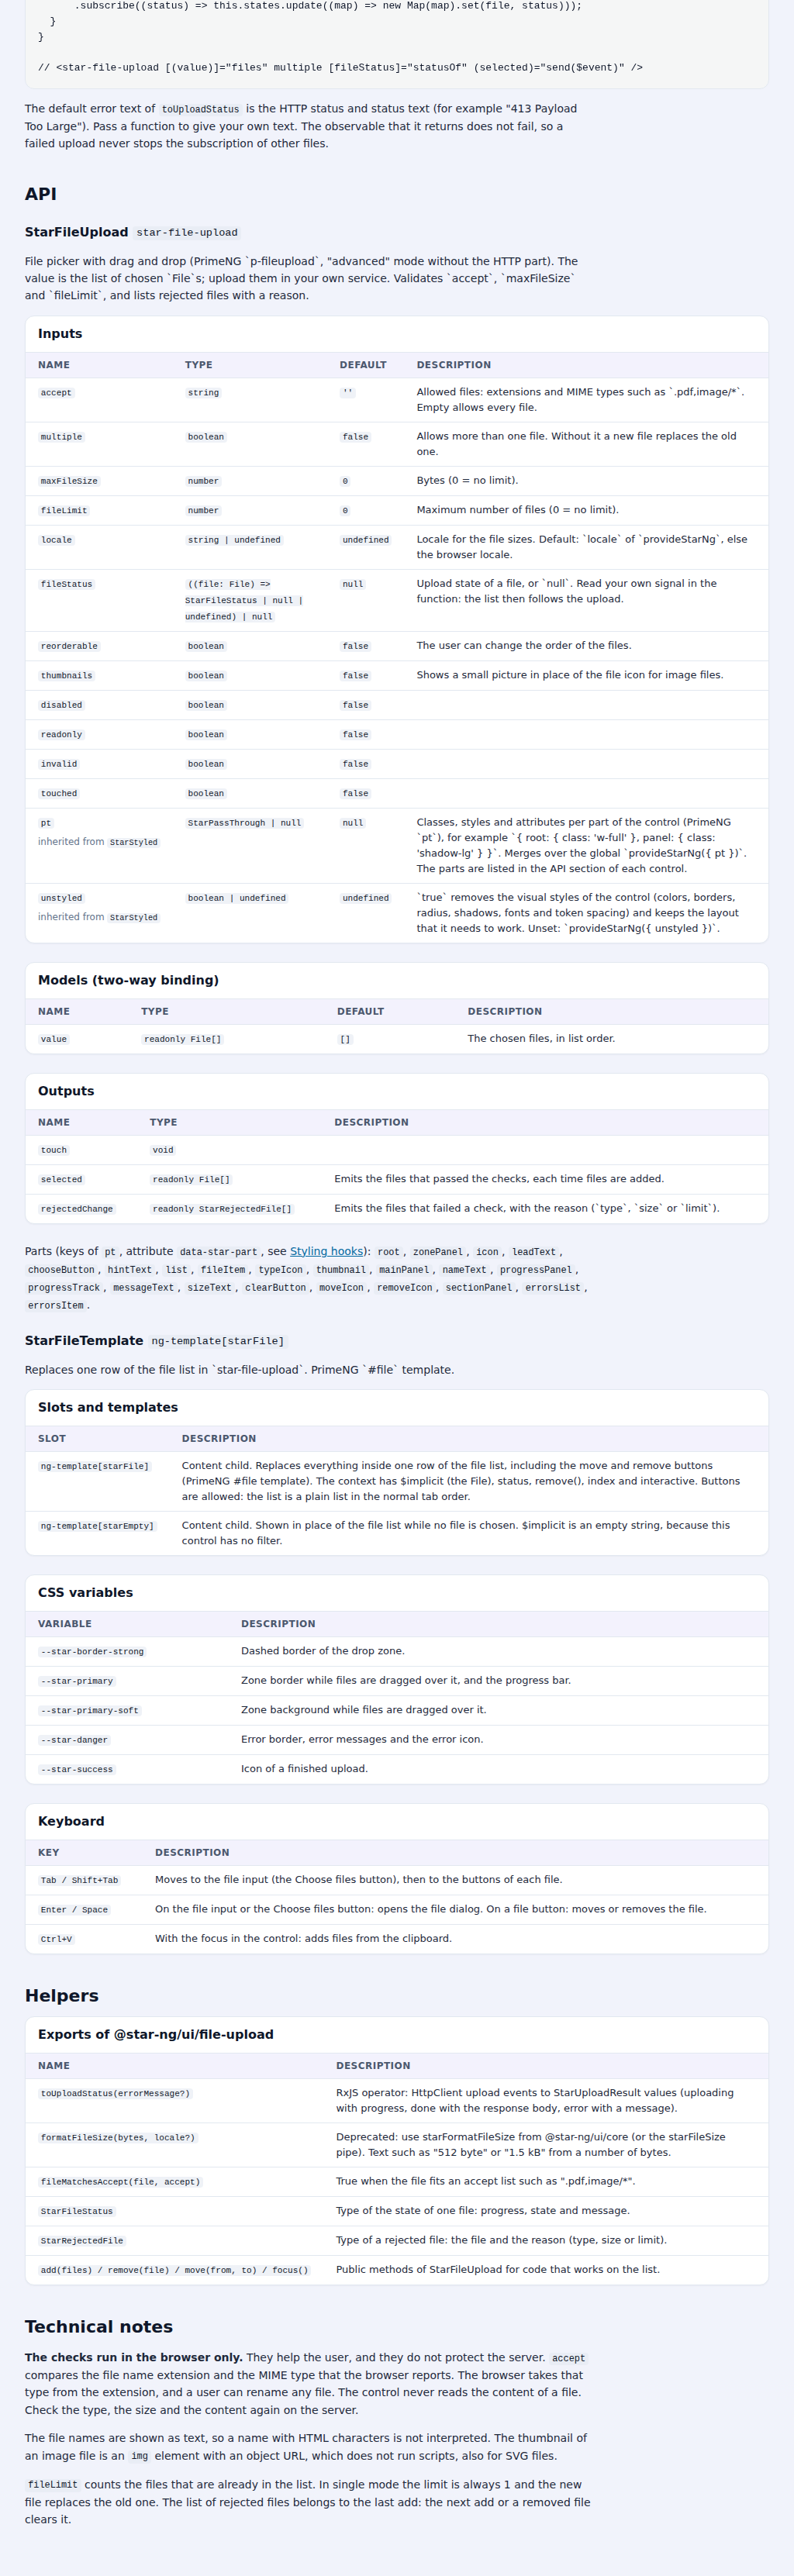 .subscribe((status) => this.states.update((map) => new Map(map).set(file, status)));
}
}
// <star-file-upload [(value)]="files" multiple [fileStatus]="statusOf" (selected)="send($event)" />
The default error text of toUploadStatus is the HTTP status and status text (for example "413 Payload
Too Large"). Pass a function to give your own text. The observable that it returns does not fail, so a
failed upload never stops the subscription of other files.
API
StarFileUpload star-file-upload
File picker with drag and drop (PrimeNG `p-fileupload`, "advanced" mode without the HTTP part). The
value is the list of chosen `File`s; upload them in your own service. Validates `accept`, `maxFileSize`
and `fileLimit`, and lists rejected files with a reason.
Inputs
NAME TYPE DEFAULT DESCRIPTION
accept string '' Allowed files: extensions and MIME types such as `.pdf,image/*`.
Empty allows every file.
multiple boolean false Allows more than one file. Without it a new file replaces the old
one.
maxFileSize number 0 Bytes (0 = no limit).
fileLimit number 0 Maximum number of files (0 = no limit).
locale string | undefined undefined Locale for the file sizes. Default: `locale` of `provideStarNg`, else
the browser locale.
fileStatus ((file: File) => null Upload state of a file, or `null`. Read your own signal in the
StarFileStatus | null | function: the list then follows the upload.
undefined) | null
reorderable boolean false The user can change the order of the files.
thumbnails boolean false Shows a small picture in place of the file icon for image files.
disabled boolean false
readonly boolean false
invalid boolean false
touched boolean false
pt StarPassThrough | null null Classes, styles and attributes per part of the control (PrimeNG
inherited from StarStyled `pt`), for example `{ root: { class: 'w-full' }, panel: { class:
'shadow-lg' } }`. Merges over the global `provideStarNg({ pt })`.
The parts are listed in the API section of each control.
unstyled boolean | undefined undefined `true` removes the visual styles of the control (colors, borders,
inherited from StarStyled radius, shadows, fonts and token spacing) and keeps the layout
that it needs to work. Unset: `provideStarNg({ unstyled })`.
Models (two-way binding)
NAME TYPE DEFAULT DESCRIPTION
value readonly File[] [] The chosen files, in list order.
Outputs
NAME TYPE DESCRIPTION
touch void
selected readonly File[] Emits the files that passed the checks, each time files are added.
rejectedChange readonly StarRejectedFile[] Emits the files that failed a check, with the reason (`type`, `size` or `limit`).
Parts (keys of pt, attribute data-star-part, see Styling hooks): root, zonePanel, icon, leadText,
chooseButton, hintText, list, fileItem, typeIcon, thumbnail, mainPanel, nameText, progressPanel,
progressTrack, messageText, sizeText, clearButton, moveIcon, removeIcon, sectionPanel, errorsList,
errorsItem.
StarFileTemplate ng-template[starFile]
Replaces one row of the file list in `star-file-upload`. PrimeNG `#file` template.
Slots and templates
SLOT DESCRIPTION
ng-template[starFile] Content child. Replaces everything inside one row of the file list, including the move and remove buttons
(PrimeNG #file template). The context has $implicit (the File), status, remove(), index and interactive. Buttons
are allowed: the list is a plain list in the normal tab order.
ng-template[starEmpty] Content child. Shown in place of the file list while no file is chosen. $implicit is an empty string, because this
control has no filter.
CSS variables
VARIABLE DESCRIPTION
--star-border-strong Dashed border of the drop zone.
--star-primary Zone border while files are dragged over it, and the progress bar.
--star-primary-soft Zone background while files are dragged over it.
--star-danger Error border, error messages and the error icon.
--star-success Icon of a finished upload.
Keyboard
KEY DESCRIPTION
Tab / Shift+Tab Moves to the file input (the Choose files button), then to the buttons of each file.
Enter / Space On the file input or the Choose files button: opens the file dialog. On a file button: moves or removes the file.
Ctrl+V With the focus in the control: adds files from the clipboard.
Helpers
Exports of @star-ng/ui/file-upload
NAME DESCRIPTION
toUploadStatus(errorMessage?) RxJS operator: HttpClient upload events to StarUploadResult values (uploading
with progress, done with the response body, error with a message).
formatFileSize(bytes, locale?) Deprecated: use starFormatFileSize from @star-ng/ui/core (or the starFileSize
pipe). Text such as "512 byte" or "1.5 kB" from a number of bytes.
fileMatchesAccept(file, accept) True when the file fits an accept list such as ".pdf,image/*".
StarFileStatus Type of the state of one file: progress, state and message.
StarRejectedFile Type of a rejected file: the file and the reason (type, size or limit).
add(files) / remove(file) / move(from, to) / focus() Public methods of StarFileUpload for code that works on the list.
Technical notes
The checks run in the browser only. They help the user, and they do not protect the server. accept
compares the file name extension and the MIME type that the browser reports. The browser takes that
type from the extension, and a user can rename any file. The control never reads the content of a file.
Check the type, the size and the content again on the server.
The file names are shown as text, so a name with HTML characters is not interpreted. The thumbnail of
an image file is an img element with an object URL, which does not run scripts, also for SVG files.
fileLimit counts the files that are already in the list. In single mode the limit is always 1 and the new
file replaces the old one. The list of rejected files belongs to the last add: the next add or a removed file
clears it.